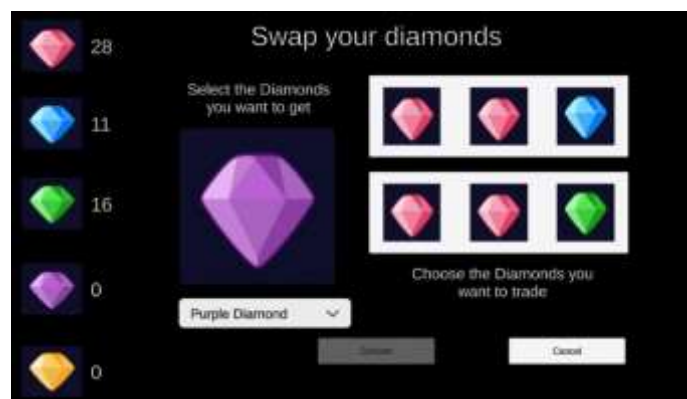 Swap your diamonds
28
11
16
0
0
Select the Diamonds
you want to get
Purple Diamond
Choose the Diamonds you
want to trade
Cancel